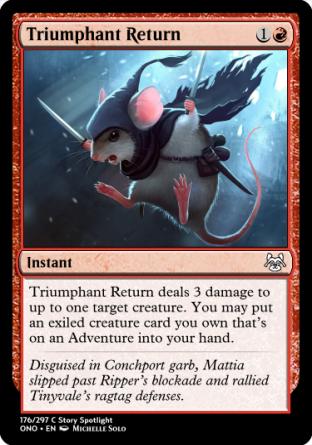 Triumphant Return 1
Instant
Triumphant Return deals 3 damage to
up to one target creature. You may put
an exiled creature card you own that's
on an Adventure into your hand.
Disguised in Conchport garb, Mattia
slipped past Ripper's blockade and rallied
Tinyvale's ragtag defenses.
176/297 C Story Spotlight
ONO • EN Michelle Solo